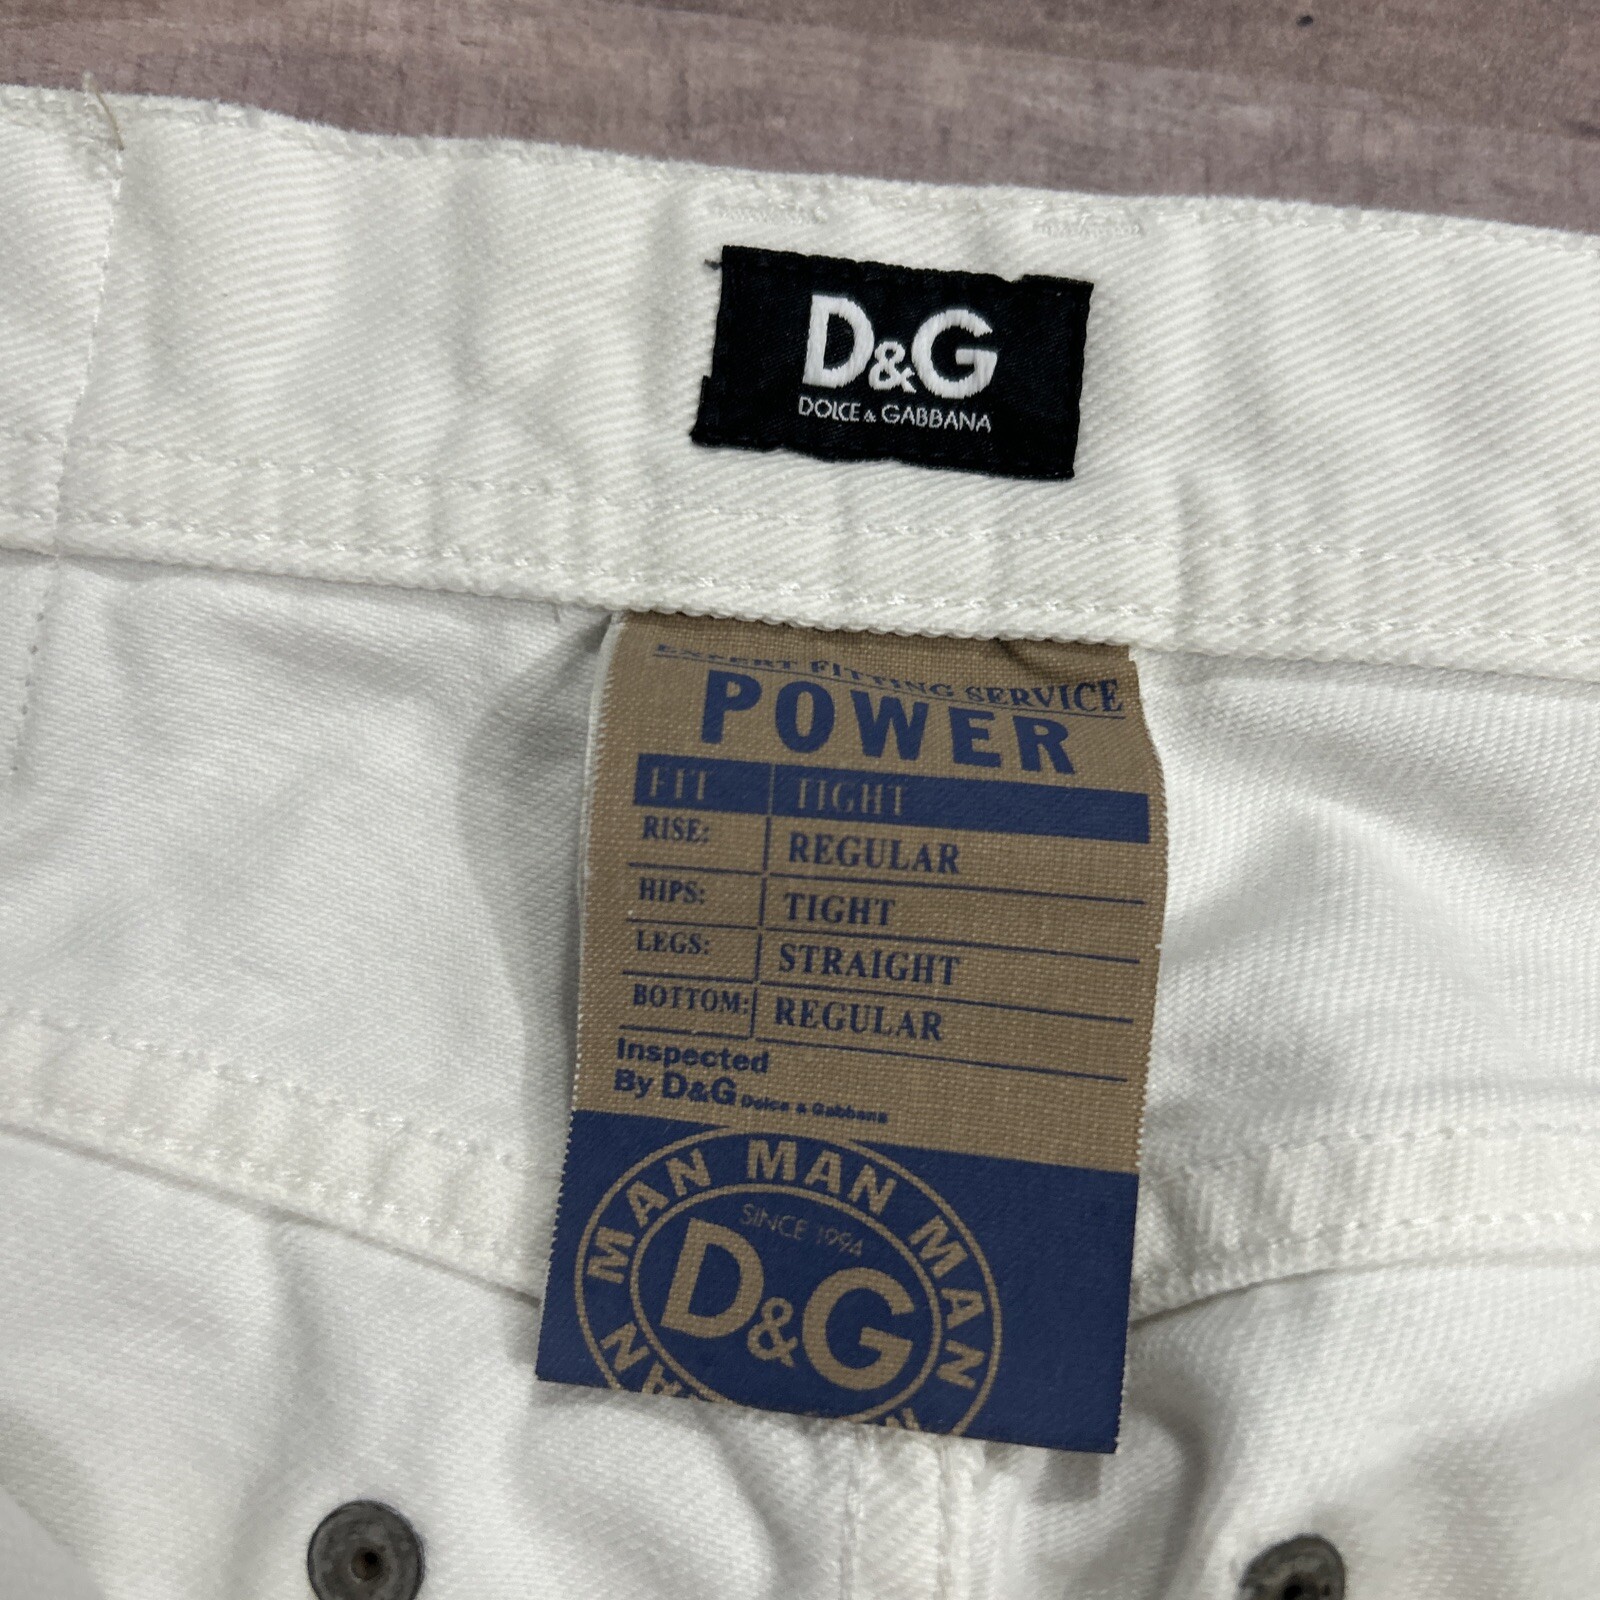 D&G
DOLCE & GABBANA
EXPERT FITTING SERVICE
POWER
FIT TIGHT
RISE: REGULAR
HIPS: TIGHT
LEGS: STRAIGHT
BOTTOM: REGULAR
Inspected
By D&G Dolce & Gabbana
MAN MAN MAN MAN
SINCE 1994
D&G